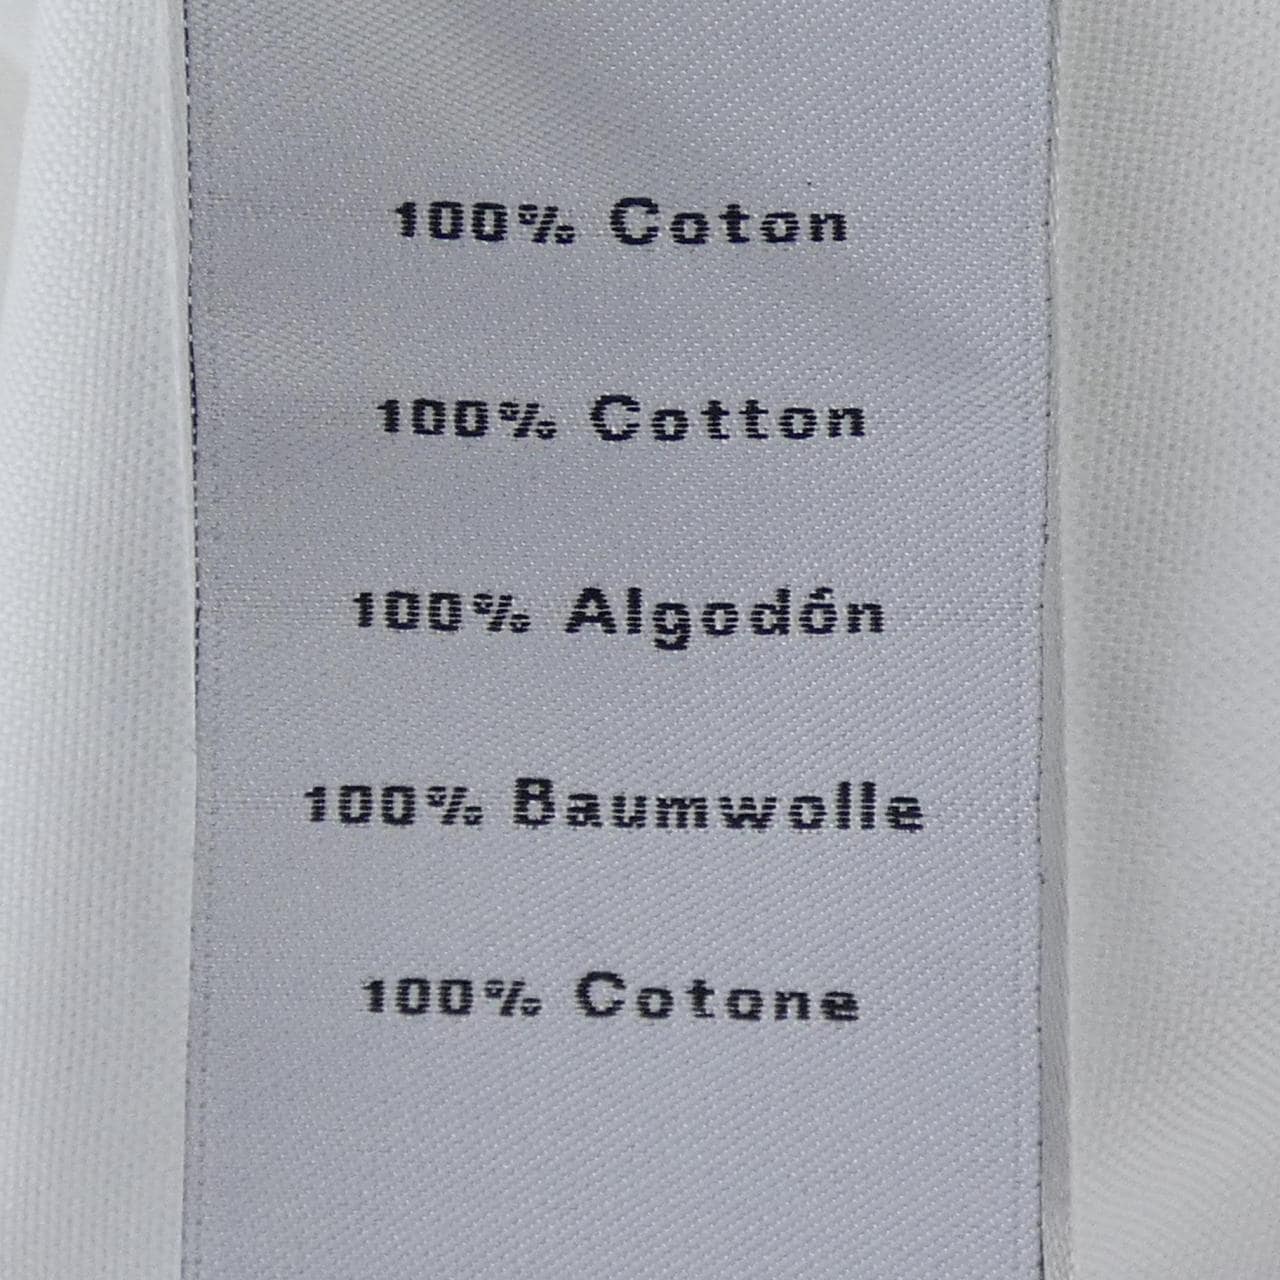 100% Coton
100% Cotton
100% Algodón
100% Baumwolle
100% Cotone